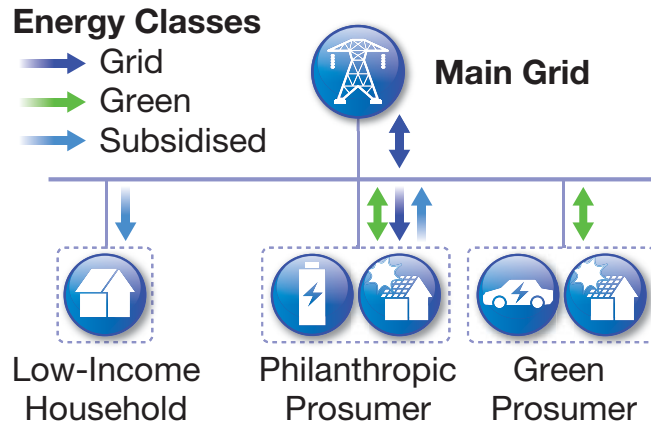 Energy Classes
Grid
Green
Subsidised
Main Grid
Low-Income
Household
Philanthropic
Prosumer
Green
Prosumer